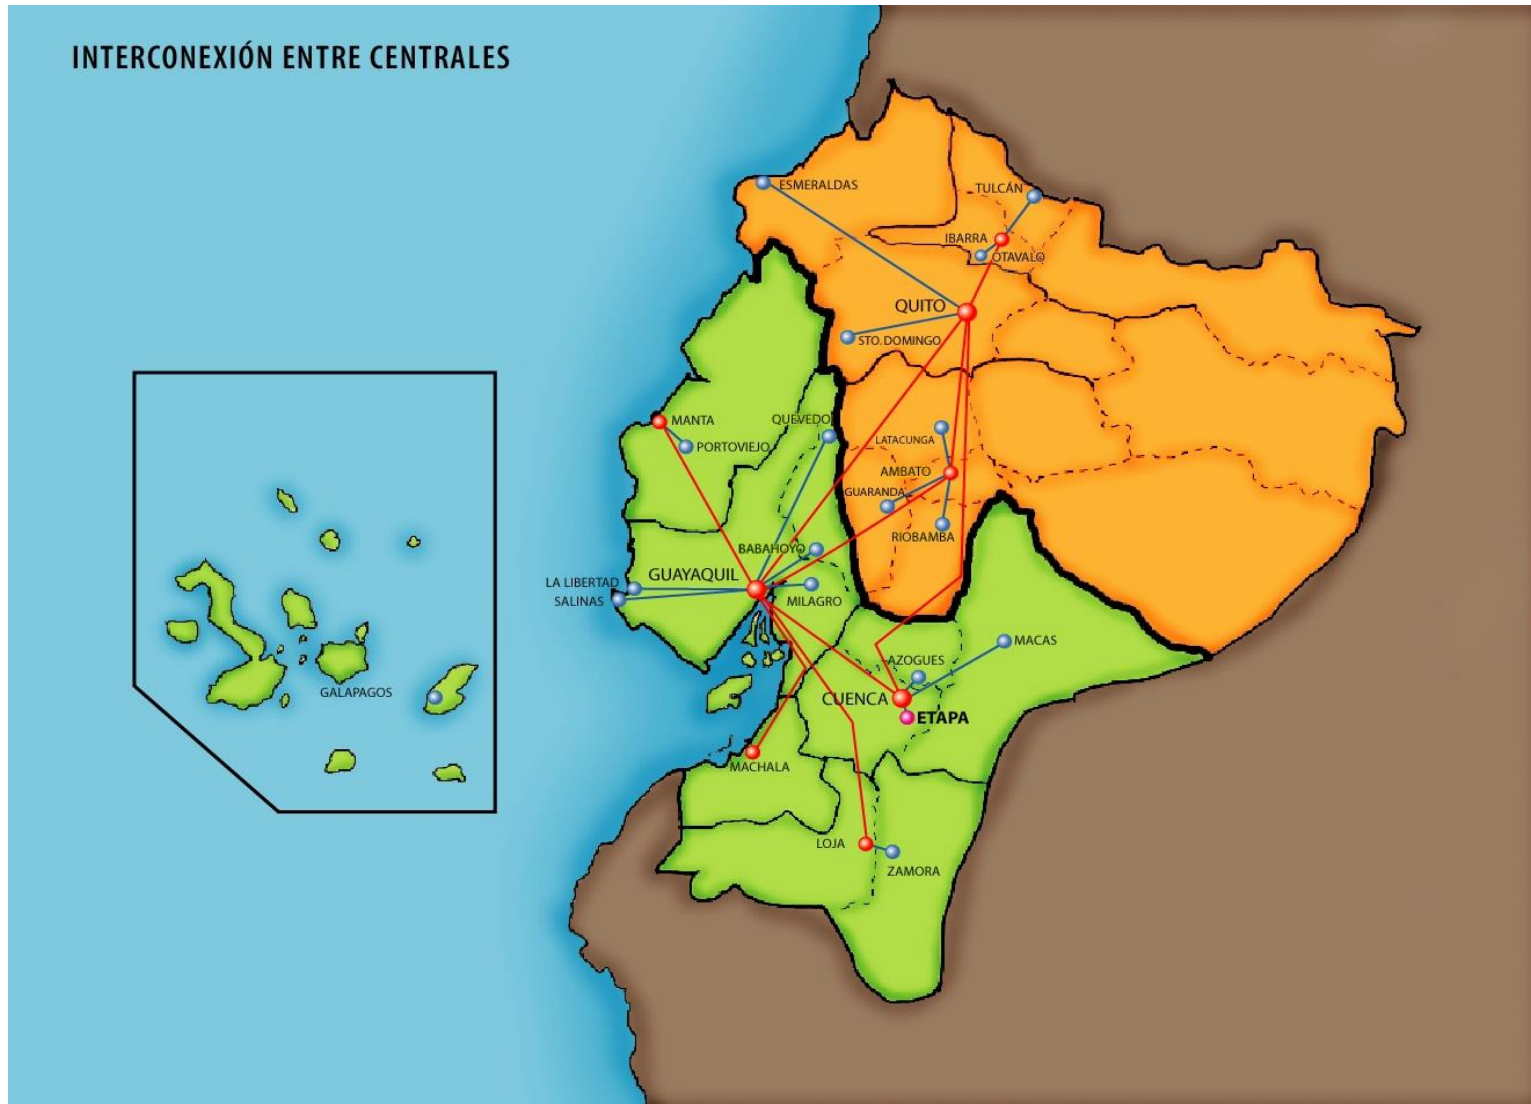 INTERCONEXIÓN ENTRE CENTRALES
ESMERALDAS
TULCÁN
IBARRA
OTAVALO
QUITO
STO. DOMINGO
MANTA
QUEVEDO
PORTOVIEJO
LATACUNGA
AMBATO
GUARANDA
RIOBAMBA
BABAHOYO
GUAYAQUIL
LA LIBERTAD
SALINAS
MILAGRO
MACAS
AZOGUES
GALAPAGOS
CUENCA
ETAPA
MACHALA
LOJA
ZAMORA